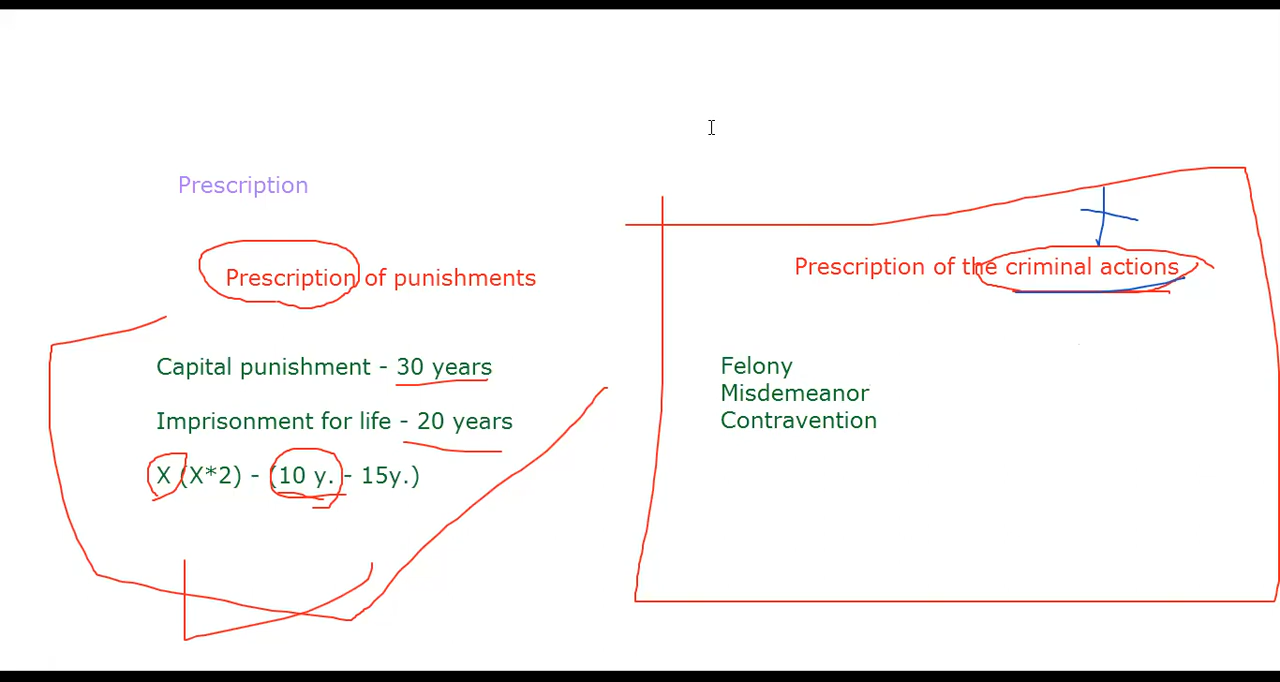 Prescription
Prescription of punishments
Capital punishment - 30 years
Imprisonment for life - 20 years
X (X*2) - (10 y. - 15y.)
Prescription of the criminal actions
Felony
Misdemeanor
Contravention